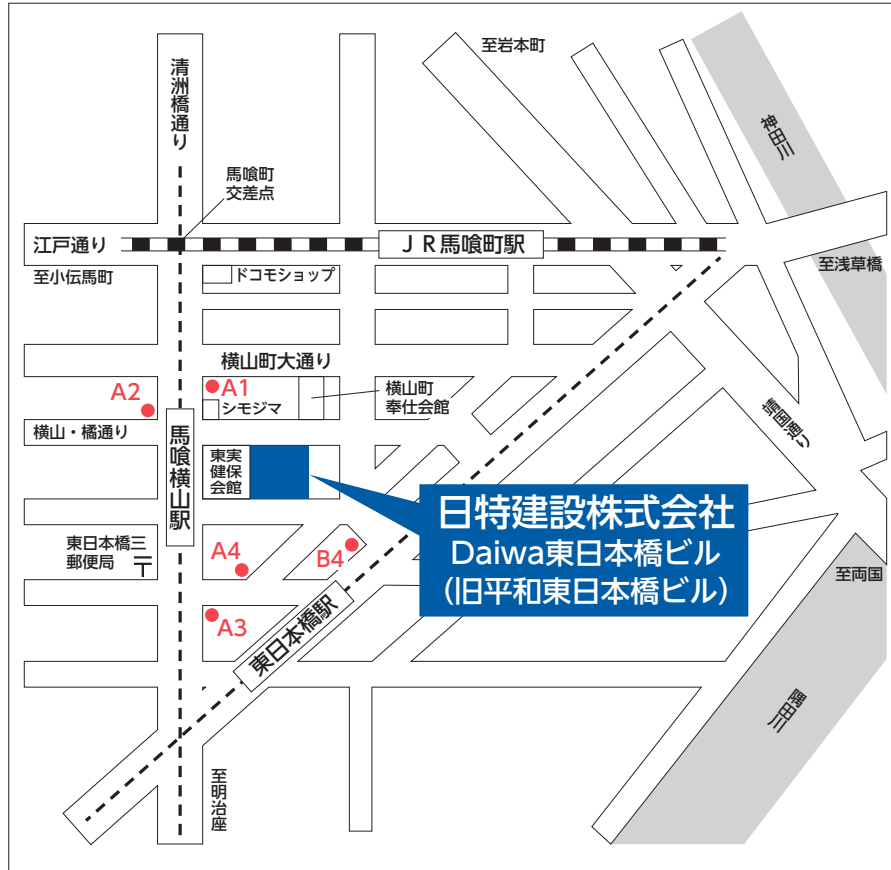 至岩本町
清洲橋通り
神田川
馬喰町
交差点
江戸通り
JR馬喰町駅
至小伝馬町
ドコモショップ
至浅草橋
横山町大通り
A2
A1
横山町
奉仕会館
シモジマ
靖国通り
横山・橘通り
馬喰横山駅
東実
健保
会館
日特建設株式会社
Daiwa東日本橋ビル
(旧平和東日本橋ビル)
東日本橋三
郵便局
〒
A4
B4
至両国
A3
東日本橋駅
隅田川
至明治座